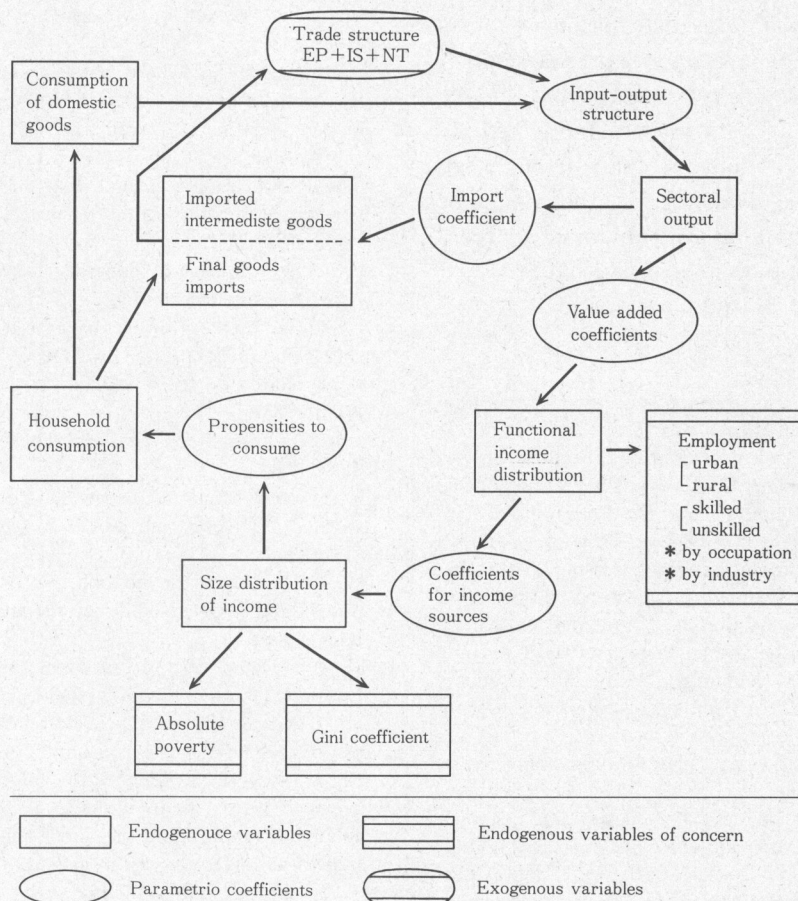 Trade structure
EP+IS+NT
Consumption
of domestic
goods
Input-output
structure
Imported
intermediste goods
Final goods
imports
Import
coefficient
Sectoral
output
Value added
coefficients
Household
consumption
Propensities to
consume
Functional
income
distribution
Employment
urban
rural
skilled
unskilled
* by occupation
* by industry
Size distribution
of income
Coefficients
for income
sources
Absolute
poverty
Gini coefficient
Endogenouce variables
Endogenous variables of concern
Parametrio coefficients
Exogenous variables